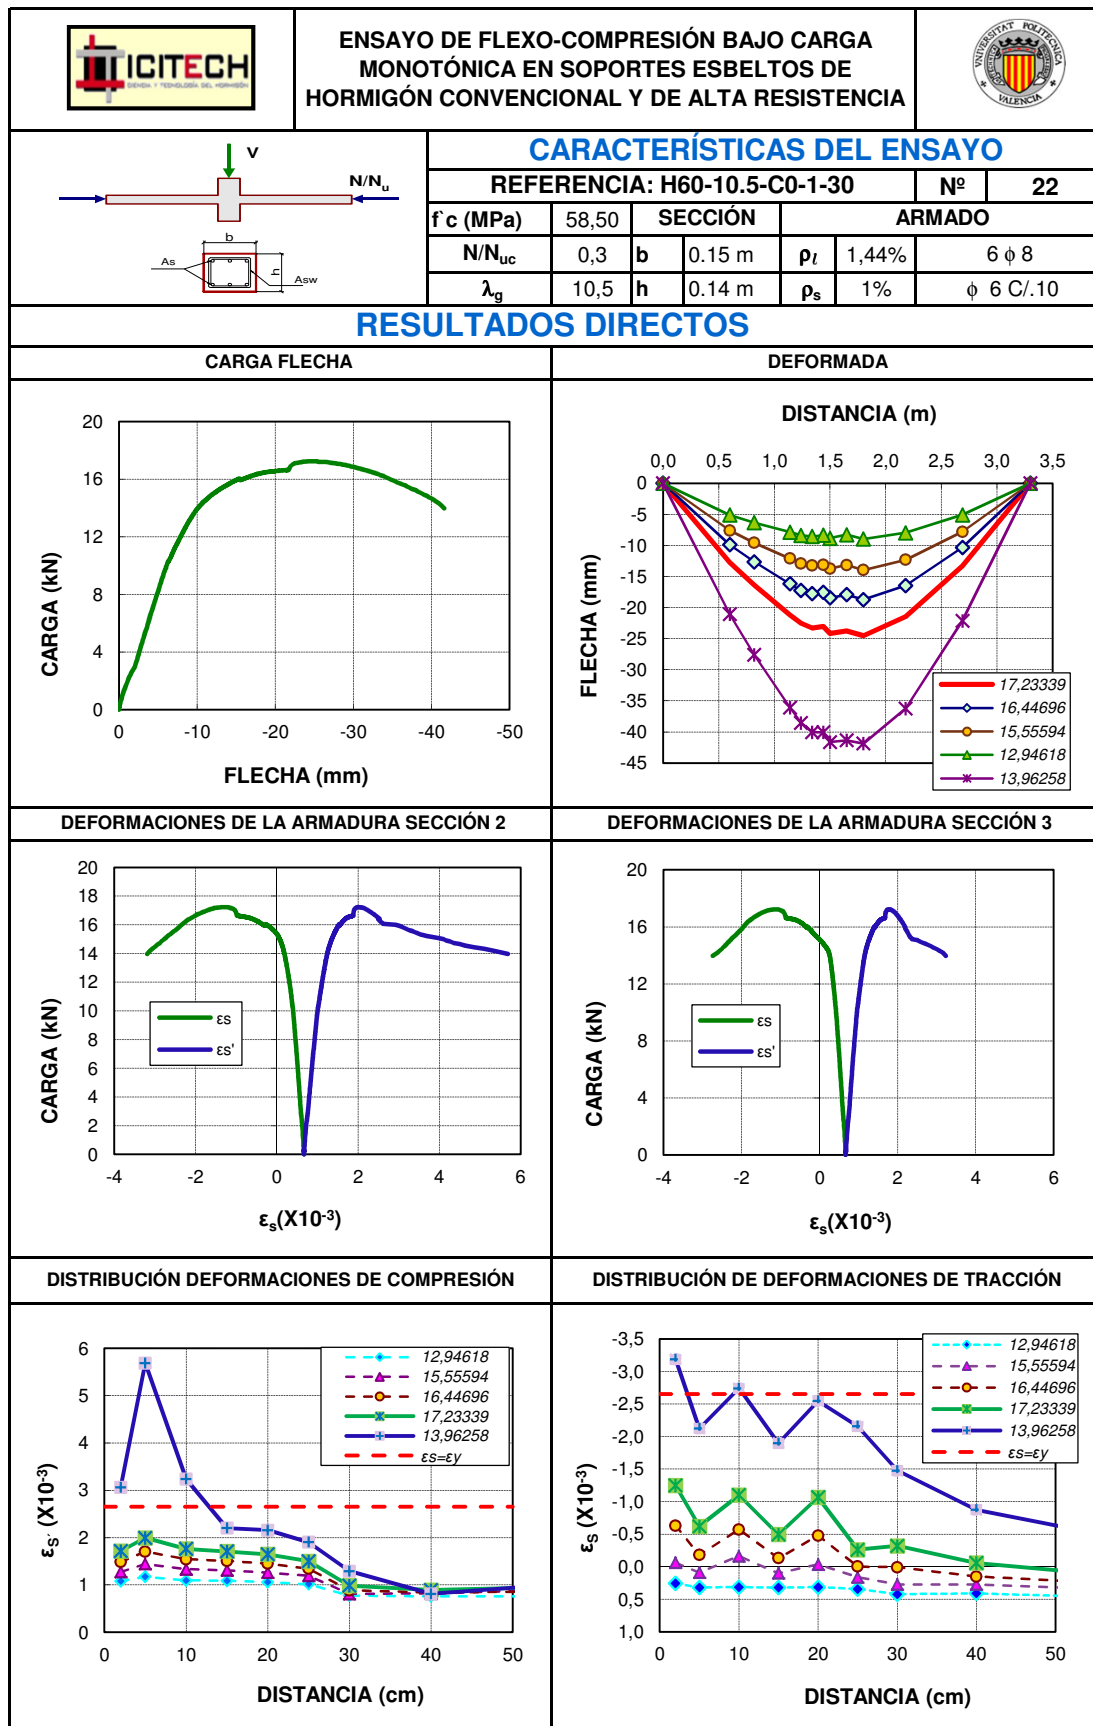 ICITECH
CIENCIA Y TECNOLOGÍA DEL HORMIGÓN
ENSAYO DE FLEXO-COMPRESIÓN BAJO CARGA
MONOTÓNICA EN SOPORTES ESBELTOS DE
HORMIGÓN CONVENCIONAL Y DE ALTA RESISTENCIA
UNIVERSITAT POLITECNICA
VALENCIA
V
N/Nu
b
As
h
Asw
CARACTERÍSTICAS DEL ENSAYO
REFERENCIA: H60-10.5-C0-1-30 Nº 22
f`c (MPa) 58,50 SECCIÓN ARMADO
N/Nuc 0,3 b 0.15 m ρl 1,44% 6 ϕ 8
λg 10,5 h 0.14 m ρs 1% ϕ 6 C/.10
RESULTADOS DIRECTOS
CARGA FLECHA
20
16
12
8
4
0
0 -10 -20 -30 -40 -50
CARGA (kN)
FLECHA (mm)
DEFORMADA
DISTANCIA (m)
0,0 0,5 1,0 1,5 2,0 2,5 3,0 3,5
0
-5
-10
-15
-20
-25
-30
-35
-40
-45
FLECHA (mm)
17,23339
16,44696
15,55594
12,94618
13,96258
DEFORMACIONES DE LA ARMADURA SECCIÓN 2
20
18
16
14
12
10
8
6
4
2
0
-4 -2 0 2 4 6
CARGA (kN)
εs
εs'
εs(X10-3)
DEFORMACIONES DE LA ARMADURA SECCIÓN 3
20
16
12
8
4
0
-4 -2 0 2 4 6
CARGA (kN)
εs
εs'
εs(X10-3)
DISTRIBUCIÓN DEFORMACIONES DE COMPRESIÓN
6
5
4
3
2
1
0
0 10 20 30 40 50
εS´ (X10-3)
12,94618
15,55594
16,44696
17,23339
13,96258
εs=εy
DISTANCIA (cm)
DISTRIBUCIÓN DE DEFORMACIONES DE TRACCIÓN
-3,5
-3,0
-2,5
-2,0
-1,5
-1,0
-0,5
0,0
0,5
1,0
0 10 20 30 40 50
εS (X10-3)
12,94618
15,55594
16,44696
17,23339
13,96258
εs=εy
DISTANCIA (cm)